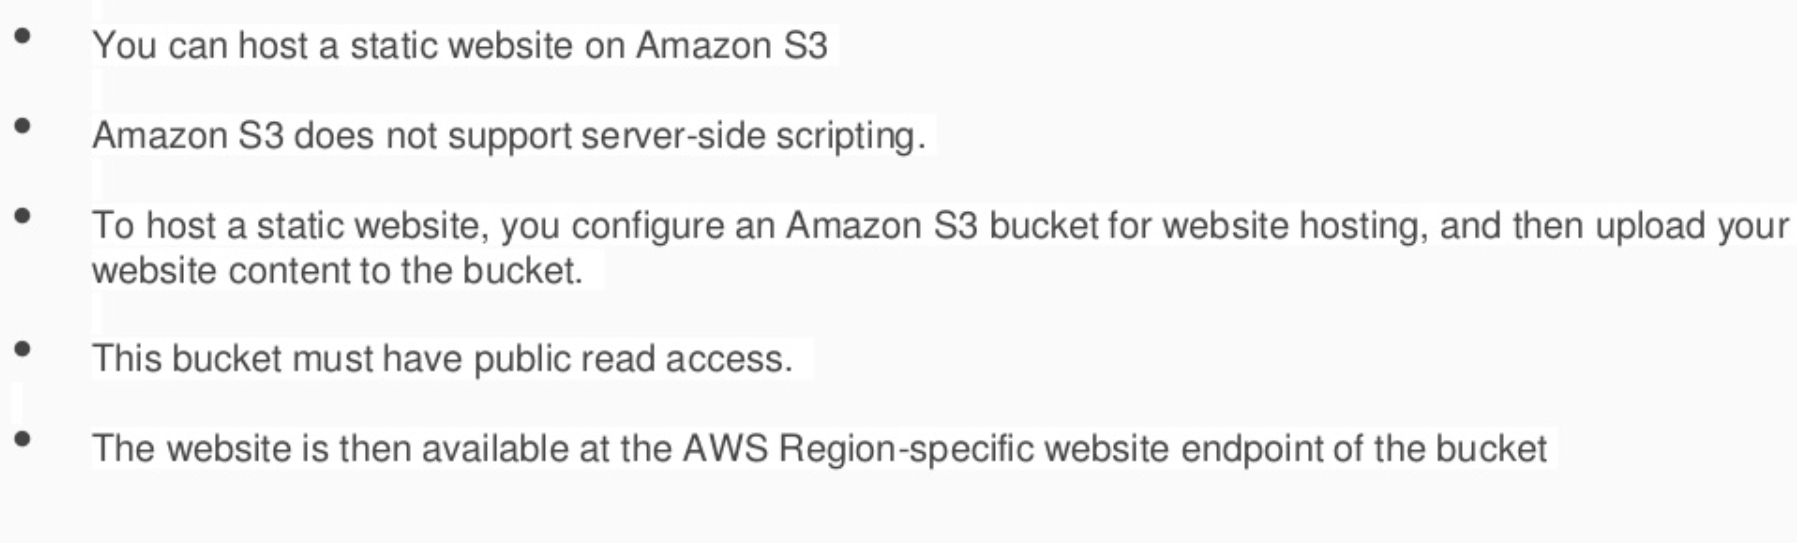 • You can host a static website on Amazon S3
• Amazon S3 does not support server-side scripting.
• To host a static website, you configure an Amazon S3 bucket for website hosting, and then upload your
website content to the bucket.
• This bucket must have public read access.
• The website is then available at the AWS Region-specific website endpoint of the bucket